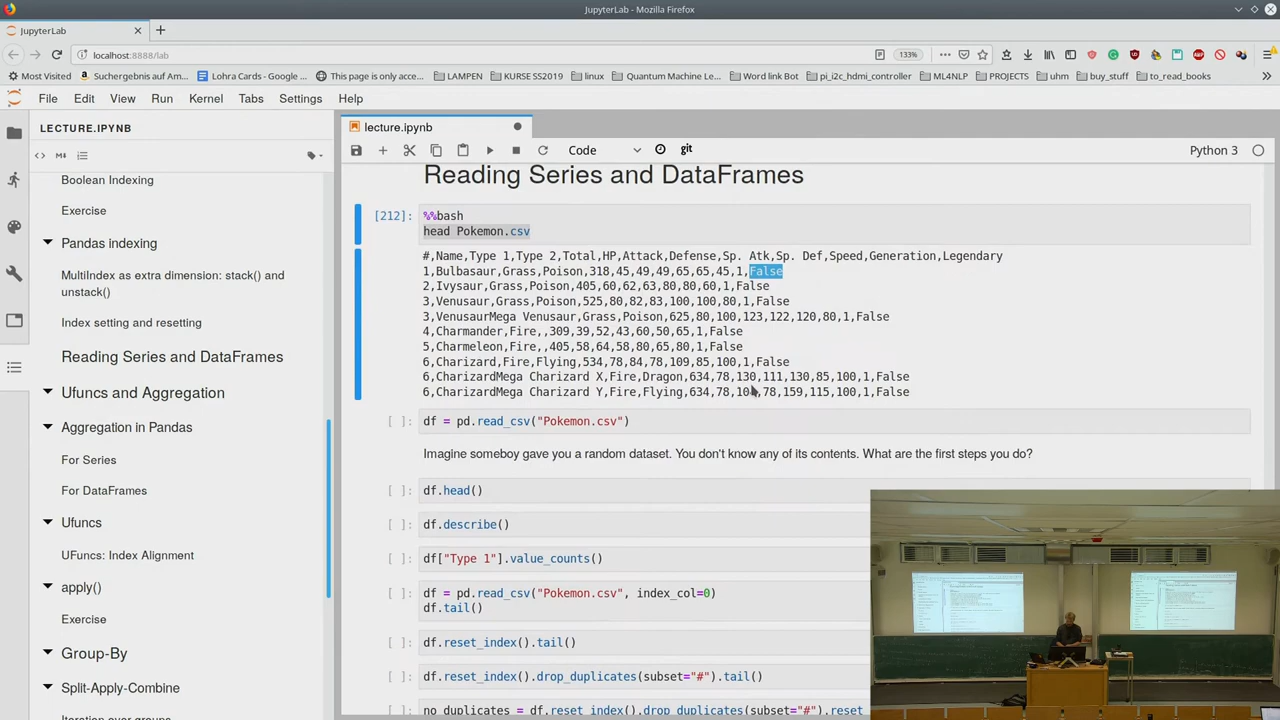 JupyterLab - Mozilla Firefox
JupyterLab
localhost:8888/lab
133%
Most Visited
Suchergebnis auf Am...
Lohra Cards - Google ...
This page is only acce...
LAMPEN
KURSE SS2019
linux
Quantum Machine Le...
Word link Bot
pi_i2c_hdmi_controller
ML4NLP
PROJECTS
uhm
buy_stuff
to_read_books
File Edit View Run Kernel Tabs Settings Help
LECTURE.IPYNB
Boolean Indexing
Exercise
Pandas indexing
MultiIndex as extra dimension: stack() and
unstack()
Index setting and resetting
Reading Series and DataFrames
Ufuncs and Aggregation
Aggregation in Pandas
For Series
For DataFrames
Ufuncs
UFuncs: Index Alignment
apply()
Exercise
Group-By
Split-Apply-Combine
Iteration over groups
lecture.ipynb
Code
git
Python 3
Reading Series and DataFrames
[212]: %%bash
head Pokemon.csv
#,Name,Type 1,Type 2,Total,HP,Attack,Defense,Sp. Atk,Sp. Def,Speed,Generation,Legendary
1,Bulbasaur,Grass,Poison,318,45,49,49,65,65,45,1,False
2,Ivysaur,Grass,Poison,405,60,62,63,80,80,60,1,False
3,Venusaur,Grass,Poison,525,80,82,83,100,100,80,1,False
3,VenusaurMega Venusaur,Grass,Poison,625,80,100,123,122,120,80,1,False
4,Charmander,Fire,,309,39,52,43,60,50,65,1,False
5,Charmeleon,Fire,,405,58,64,58,80,65,80,1,False
6,Charizard,Fire,Flying,534,78,84,78,109,85,100,1,False
6,CharizardMega Charizard X,Fire,Dragon,634,78,130,111,130,85,100,1,False
6,CharizardMega Charizard Y,Fire,Flying,634,78,104,78,159,115,100,1,False
[ ]: df = pd.read_csv("Pokemon.csv")
Imagine someboy gave you a random dataset. You don't know any of its contents. What are the first steps you do?
[ ]: df.head()
[ ]: df.describe()
[ ]: df["Type 1"].value_counts()
[ ]: df = pd.read_csv("Pokemon.csv", index_col=0)
df.tail()
[ ]: df.reset_index().tail()
[ ]: df.reset_index().drop_duplicates(subset="#").tail()
[ ]: no_duplicates = df.reset_index().drop_duplicates(subset="#").reset